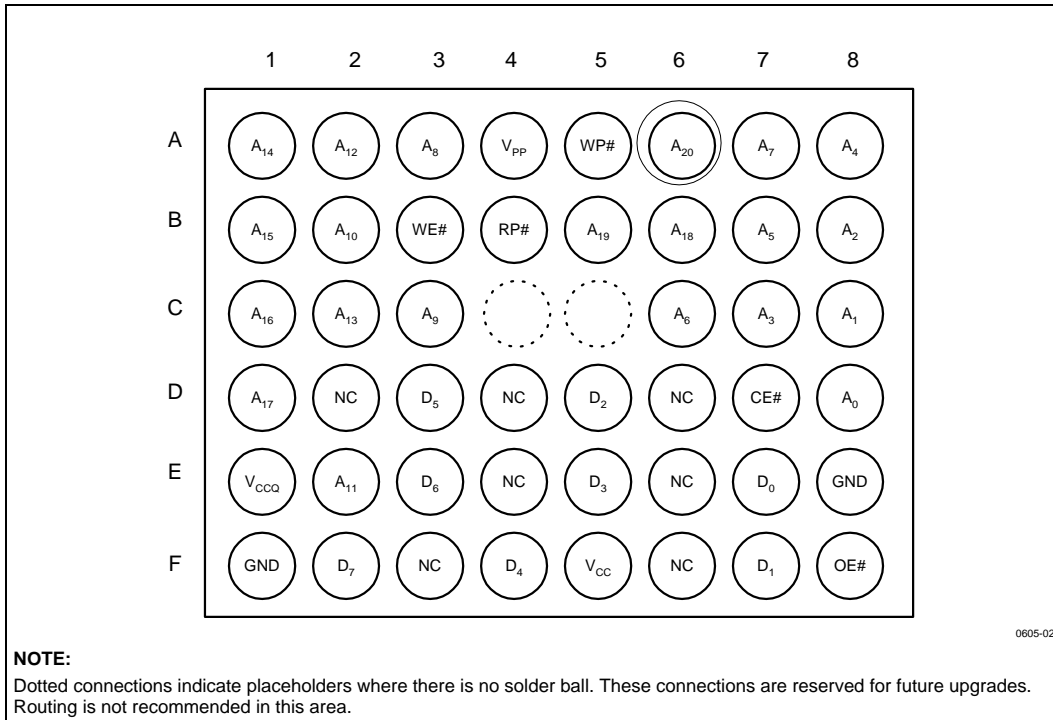 1 2 3 4 5 6 7 8
A A14 A12 A8 VPP WP# A20 A7 A4
B A15 A10 WE# RP# A19 A18 A5 A2
C A16 A13 A9 A6 A3 A1
D A17 NC D5 NC D2 NC CE# A0
E VCCQ A11 D6 NC D3 NC D0 GND
F GND D7 NC D4 VCC NC D1 OE#
0605-02
NOTE:
Dotted connections indicate placeholders where there is no solder ball. These connections are reserved for future upgrades.
Routing is not recommended in this area.